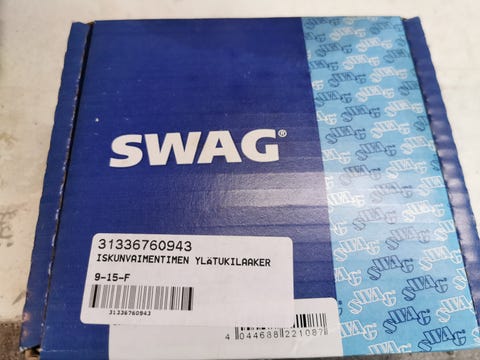 SWAG®
31336760943
ISKUNVAIMENTIMEN YLäTUKILAAKER
9-15-F
31336760943
4 044688 221087